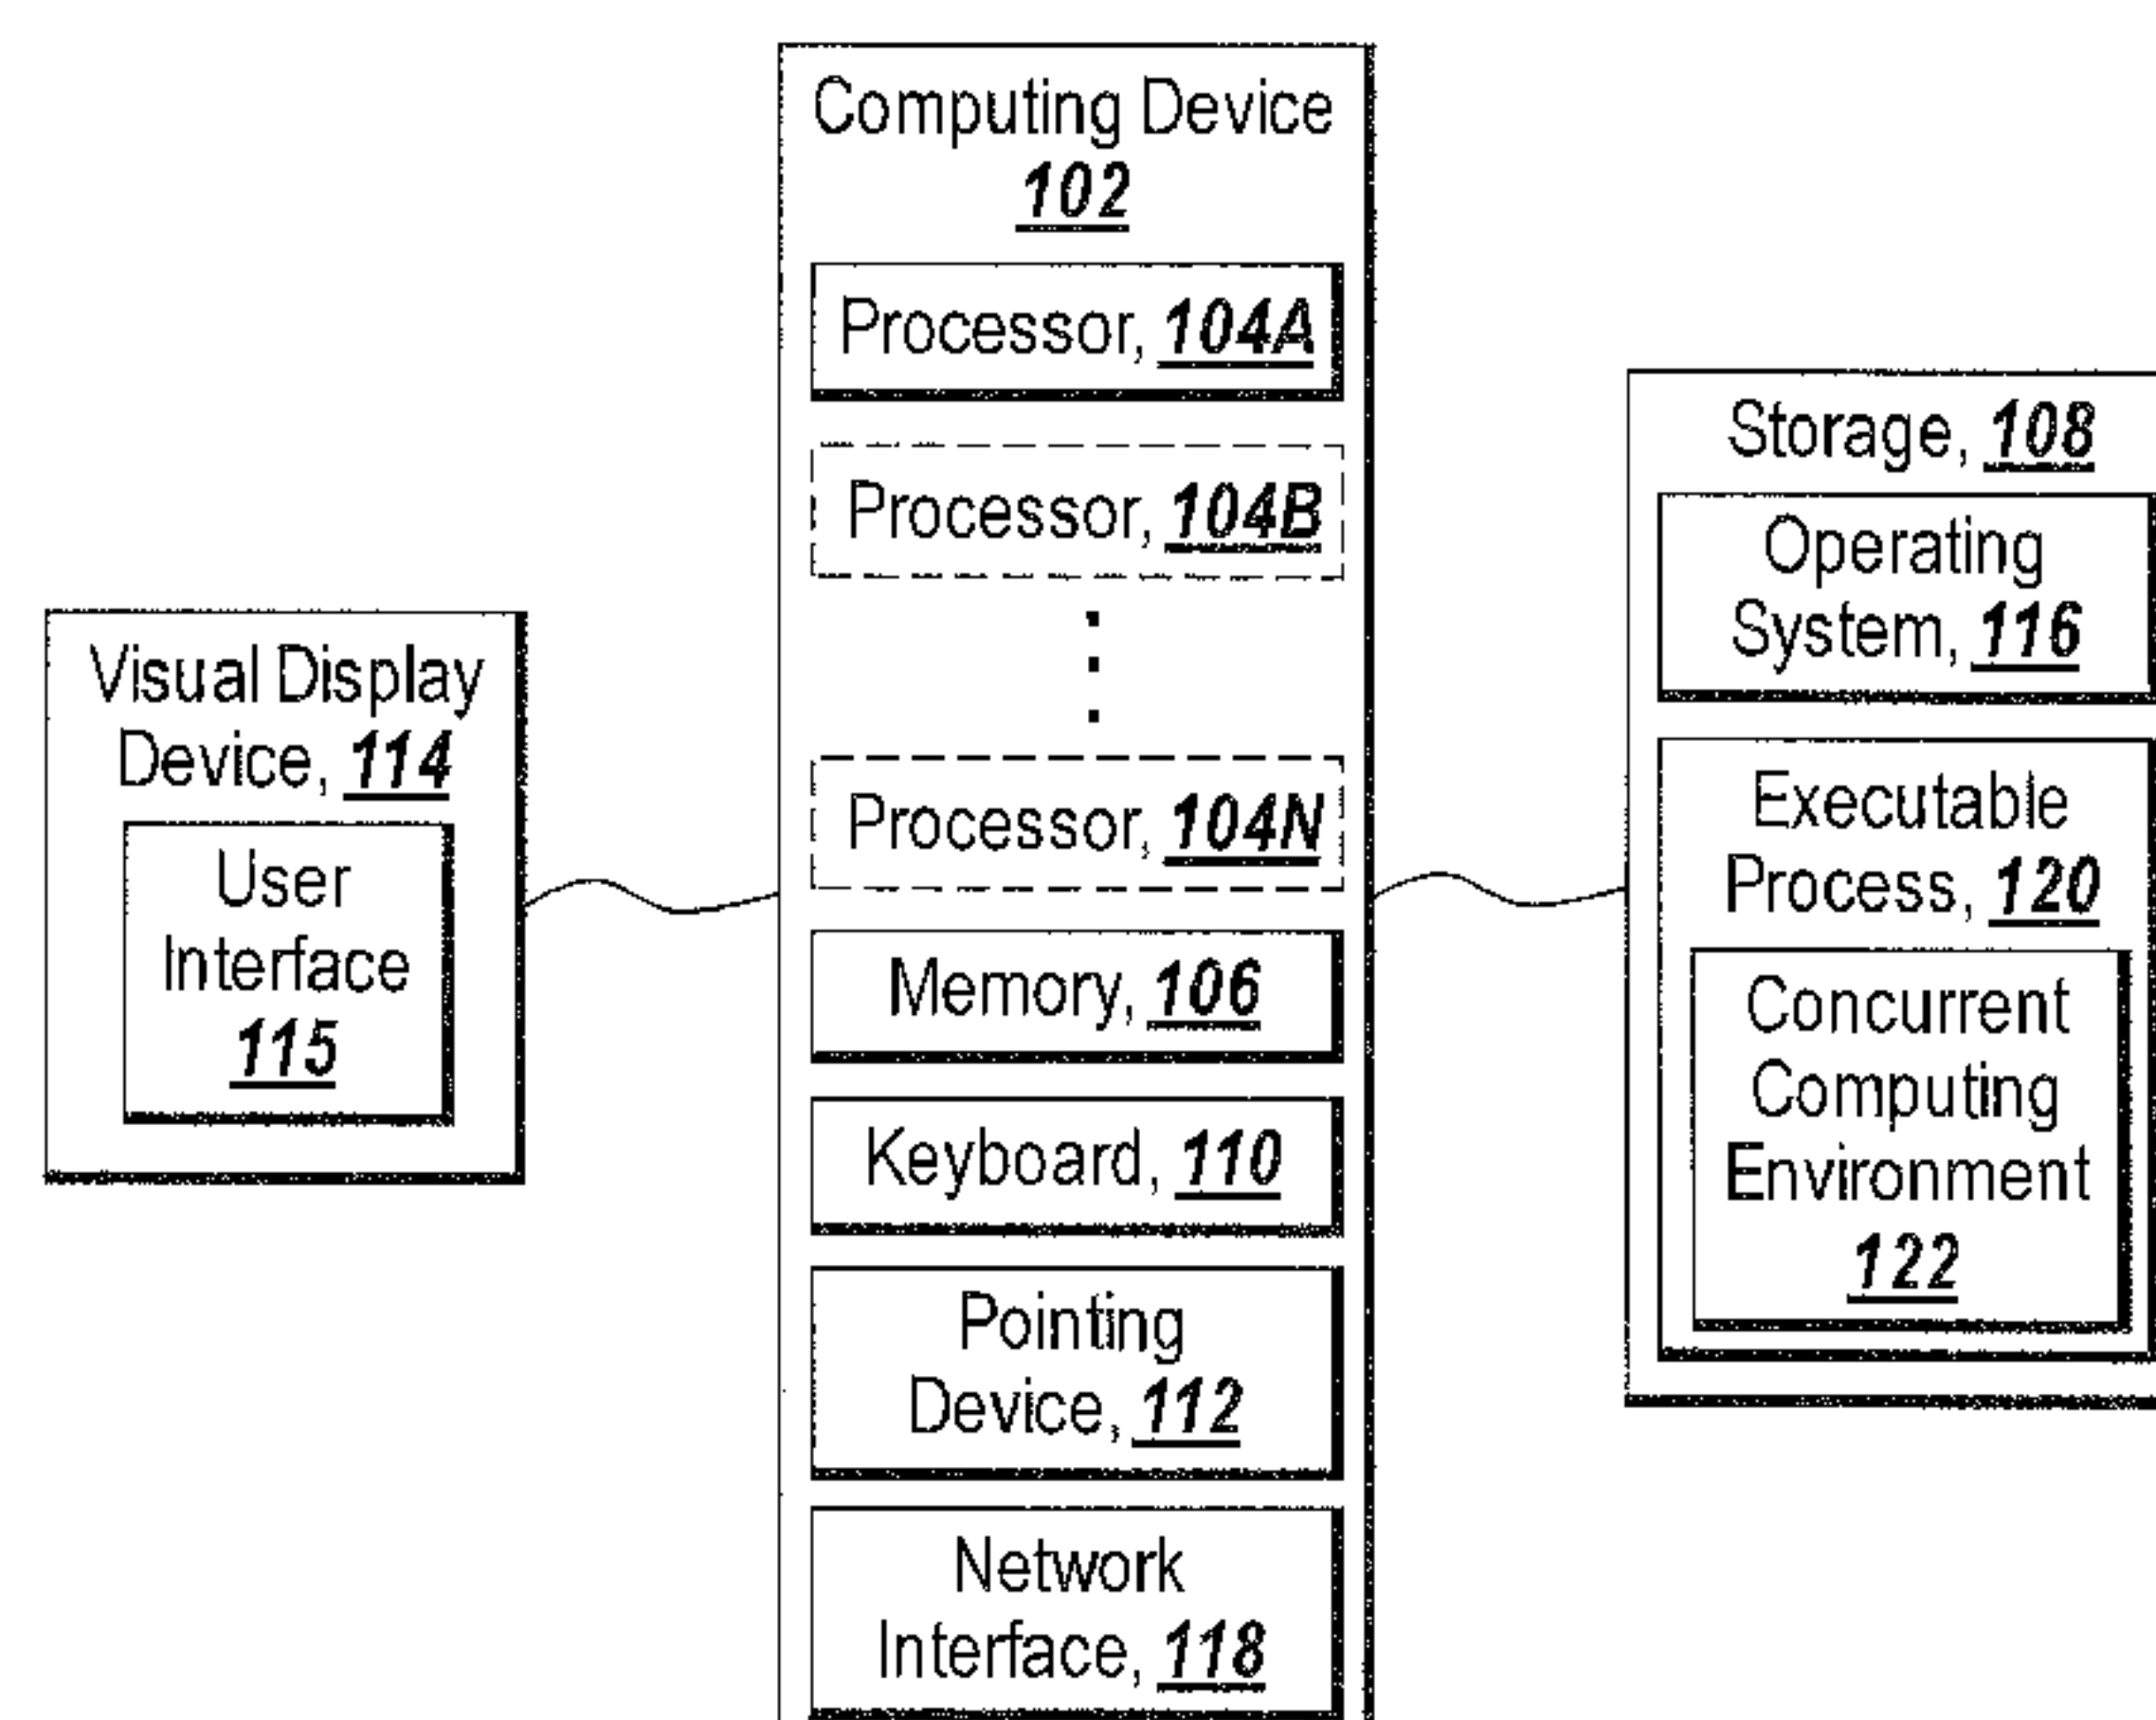 Computing Device
102
Processor, 104A
Processor, 104B
Processor, 104N
Memory, 106
Keyboard, 110
Pointing
Device, 112
Network
Interface, 118
Visual Display
Device, 114
User
Interface
115
Storage, 108
Operating
System, 116
Executable
Process, 120
Concurrent
Computing
Environment
122